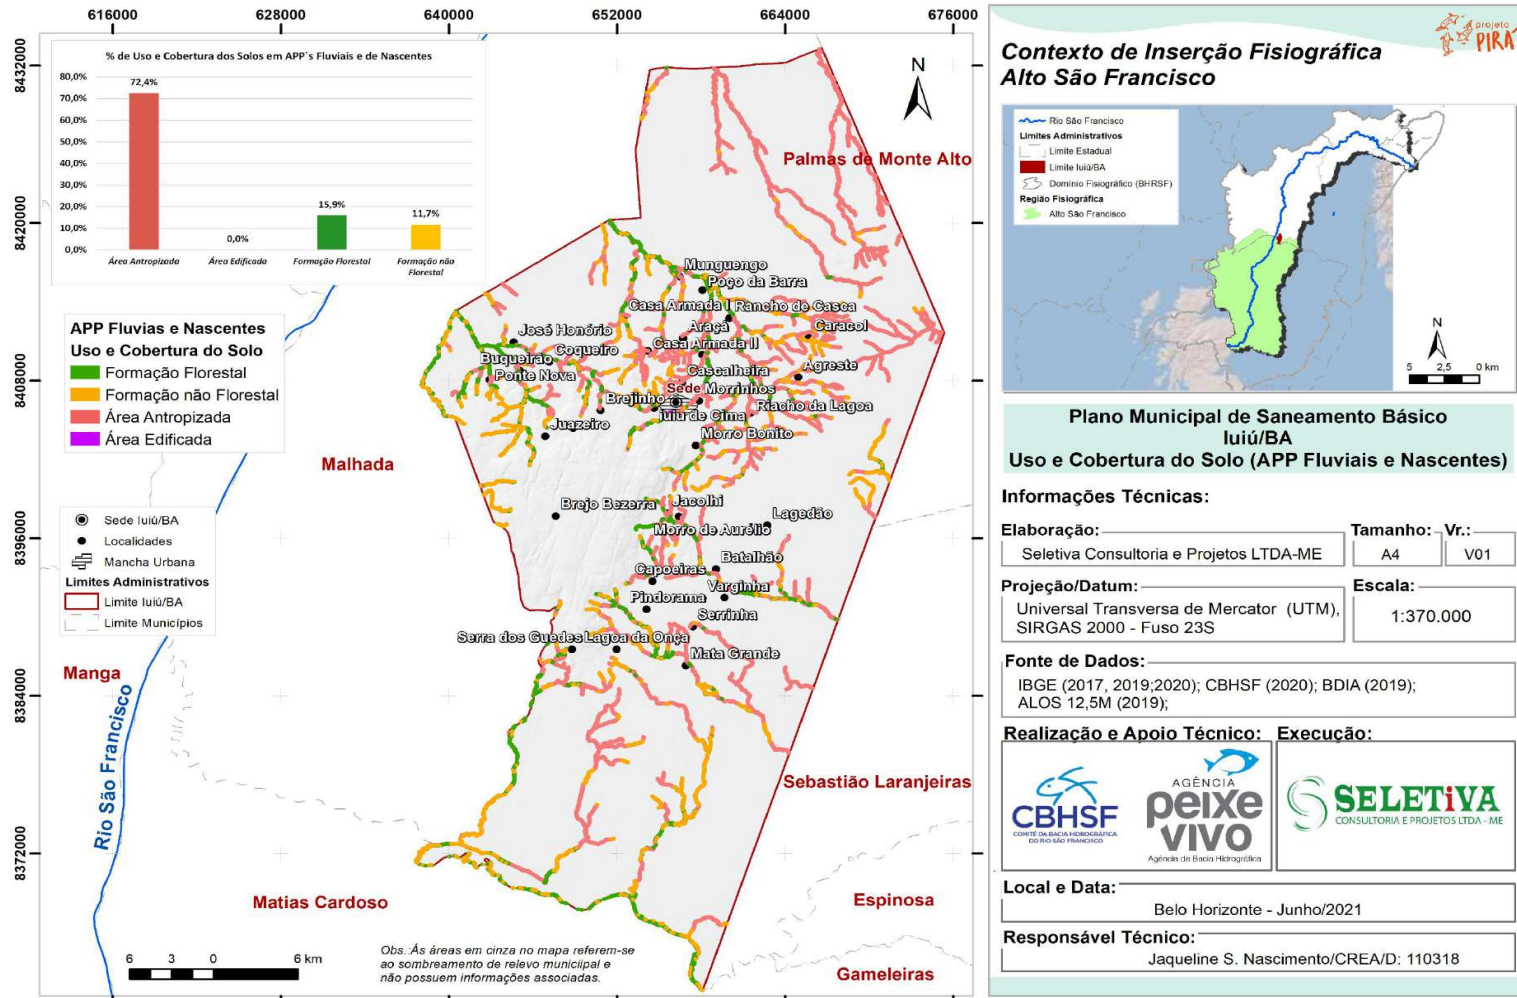 616000
628000
640000
652000
664000
676000
8432000
8420000
8408000
8396000
8384000
8372000
% de Uso e Cobertura dos Solos em APP´s Fluviais e de Nascentes
80,0%
70,0%
60,0%
50,0%
40,0%
30,0%
20,0%
10,0%
0,0%
72,4%
0,0%
15,9%
11,7%
Área Antropizada
Área Edificada
Formação Florestal
Formação não
Florestal
APP Fluvias e Nascentes
Uso e Cobertura do Solo
Formação Florestal
Formação não Florestal
Área Antropizada
Área Edificada
Sede Iuiú/BA
Localidades
Mancha Urbana
Limites Administrativos
Limite Iuiú/BA
Limite Municípios
N
Palmas de Monte Alto
Munguengo
Poço da Barra
Casa Armada I
Rancho de Casca
José Honório
Araçá
Caracol
Coqueiro
Casa Armada II
Buqueirão
Cascalheira
Agreste
Ponte Nova
Sede
Morrinhos
Brejinho
Iuiu de Cima
Riacho da Lagoa
Juazeiro
Morro Bonito
Malhada
Brejo Bezerra
Jacolhi
Lagedão
Morro de Aurélio
Batalhão
Capoeiras
Varginha
Pindorama
Serrinha
Serra dos Guedes
Lagoa da Onça
Mata Grande
Manga
Rio São Francisco
Sebastião Laranjeiras
Matias Cardoso
Espinosa
Gameleiras
6 3 0 6 km
Obs.:Ás áreas em cinza no mapa referem-se
ao sombreamento de relevo municiipal e
não possuem informações associadas.
projeto
PIRÁ
Contexto de Inserção Fisiográfica
Alto São Francisco
Rio São Francisco
Limites Administrativos
Limite Estadual
Limite Iuiú/BA
Domínio Fisiográfico (BHRSF)
Região Fisiográfica
Alto São Francisco
N
5 2,5 0 km
Plano Municipal de Saneamento Básico
Iuiú/BA
Uso e Cobertura do Solo (APP Fluviais e Nascentes)
Informações Técnicas:
Elaboração:
Seletiva Consultoria e Projetos LTDA-ME
Tamanho:
A4
Vr.:
V01
Projeção/Datum:
Universal Transversa de Mercator (UTM),
SIRGAS 2000 - Fuso 23S
Escala:
1:370.000
Fonte de Dados:
IBGE (2017, 2019;2020); CBHSF (2020); BDIA (2019);
ALOS 12,5M (2019);
Realização e Apoio Técnico:
CBHSF
COMITÊ DA BACIA HIDROGRÁFICA
DO RIO SÃO FRANCISCO
AGÊNCIA
peixe
vivo
Agência de Bacia Hidrográfica
Execução:
SELETiVA
CONSULTORIA E PROJETOS LTDA - ME
Local e Data:
Belo Horizonte - Junho/2021
Responsável Técnico:
Jaqueline S. Nascimento/CREA/D: 110318